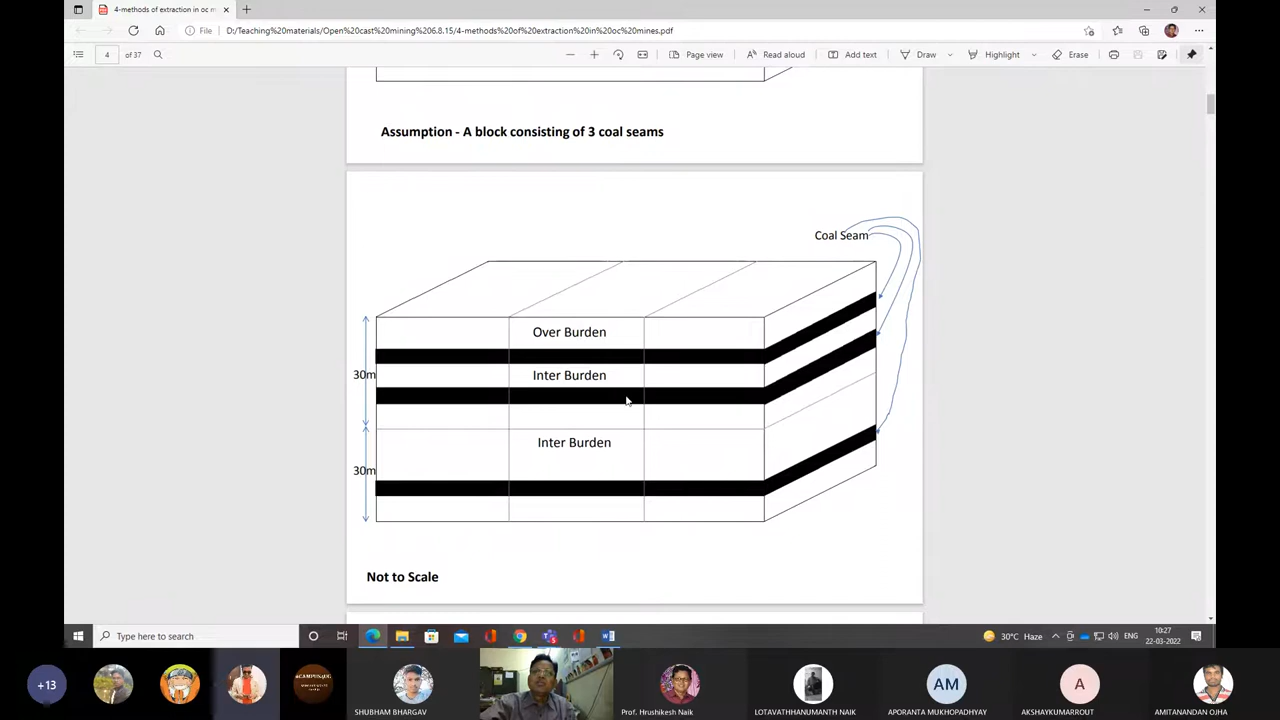 4-methods of extraction in oc m
File
D:/Teaching%20materials/Open%20cast%20mining%206.8.15/4-methods%20of%20extraction%20in%20oc%20mines.pdf
4 of 37
Page view
Read aloud
Add text
Draw
Highlight
Erase
Assumption - A block consisting of 3 coal seams
Coal Seam
Over Burden
30m
Inter Burden
Inter Burden
30m
Not to Scale
Type here to search
30°C Haze
ENG
10:27
22-03-2022
+13
SHUBHAM BHARGAV
Prof. Hrushikesh Naik
LOTAVATHHANUMANTH NAIK
AM
APORANTA MUKHOPADHYAY
A
AKSHAYKUMARROUT
AMITANANDAN OJHA